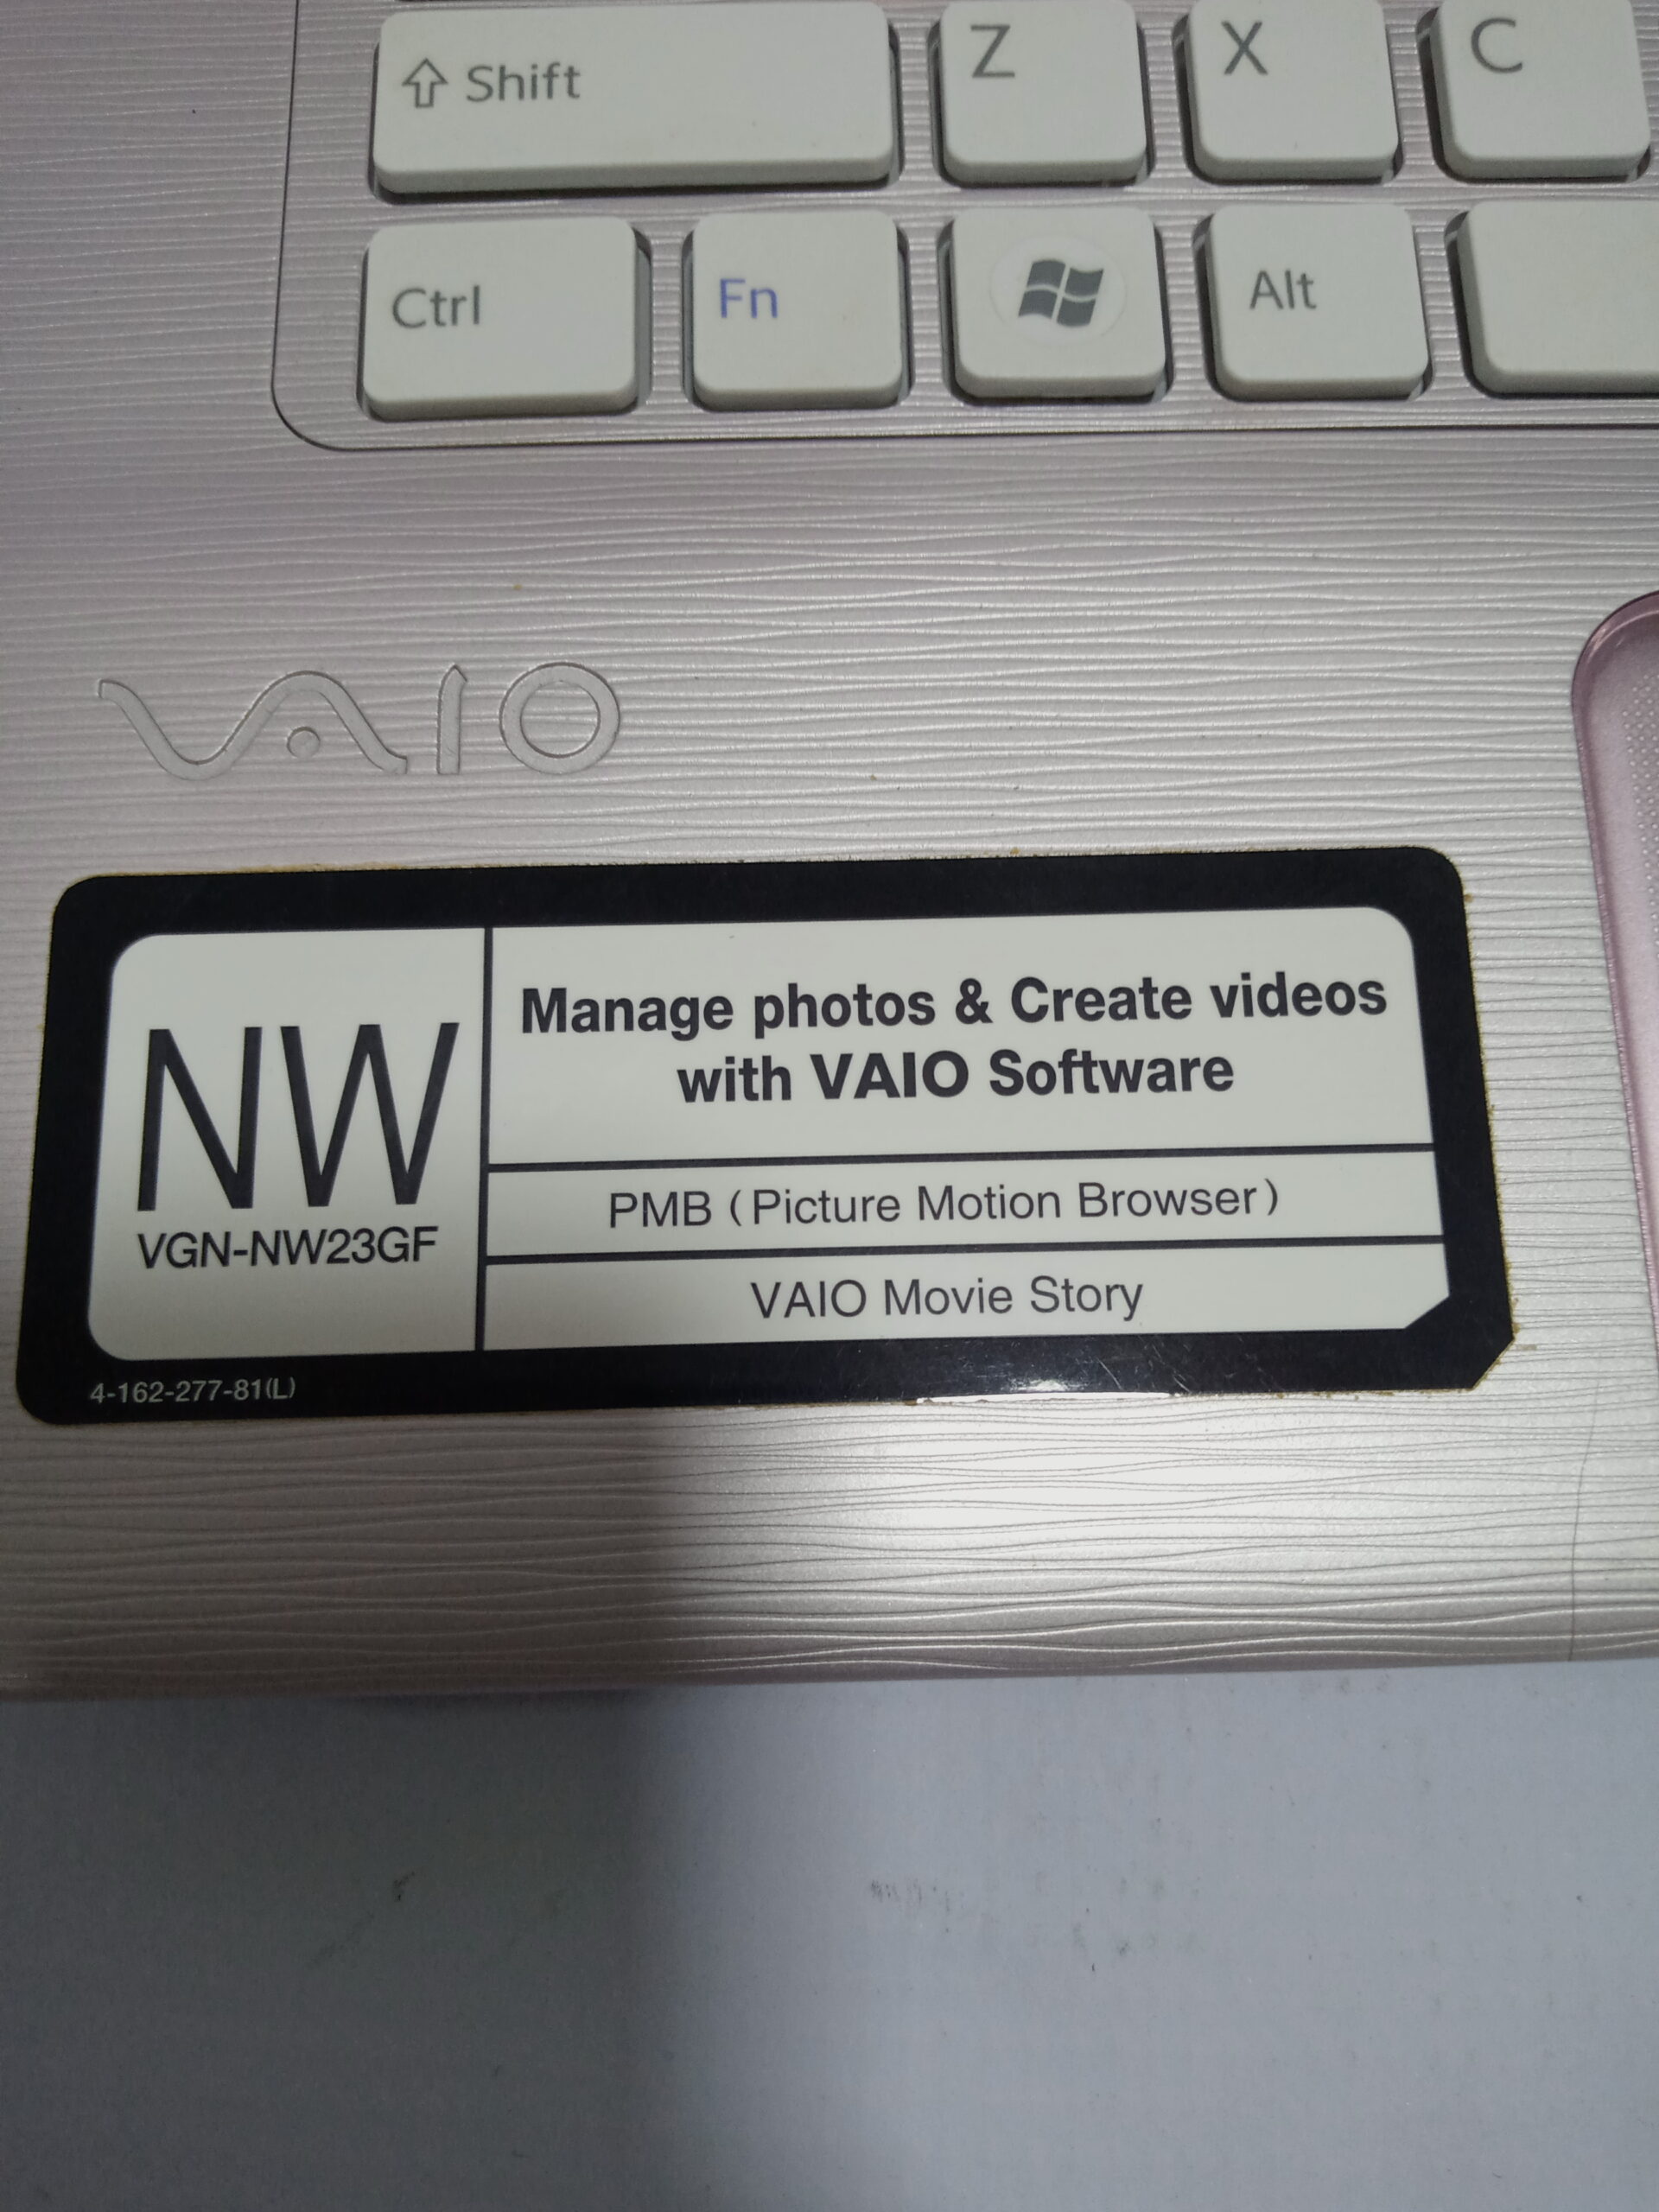 ⇧ Shift Z X C
Ctrl Fn Alt
VAIO
NW
VGN-NW23GF
4-162-277-81(L)
Manage photos & Create videos
with VAIO Software
PMB (Picture Motion Browser)
VAIO Movie Story